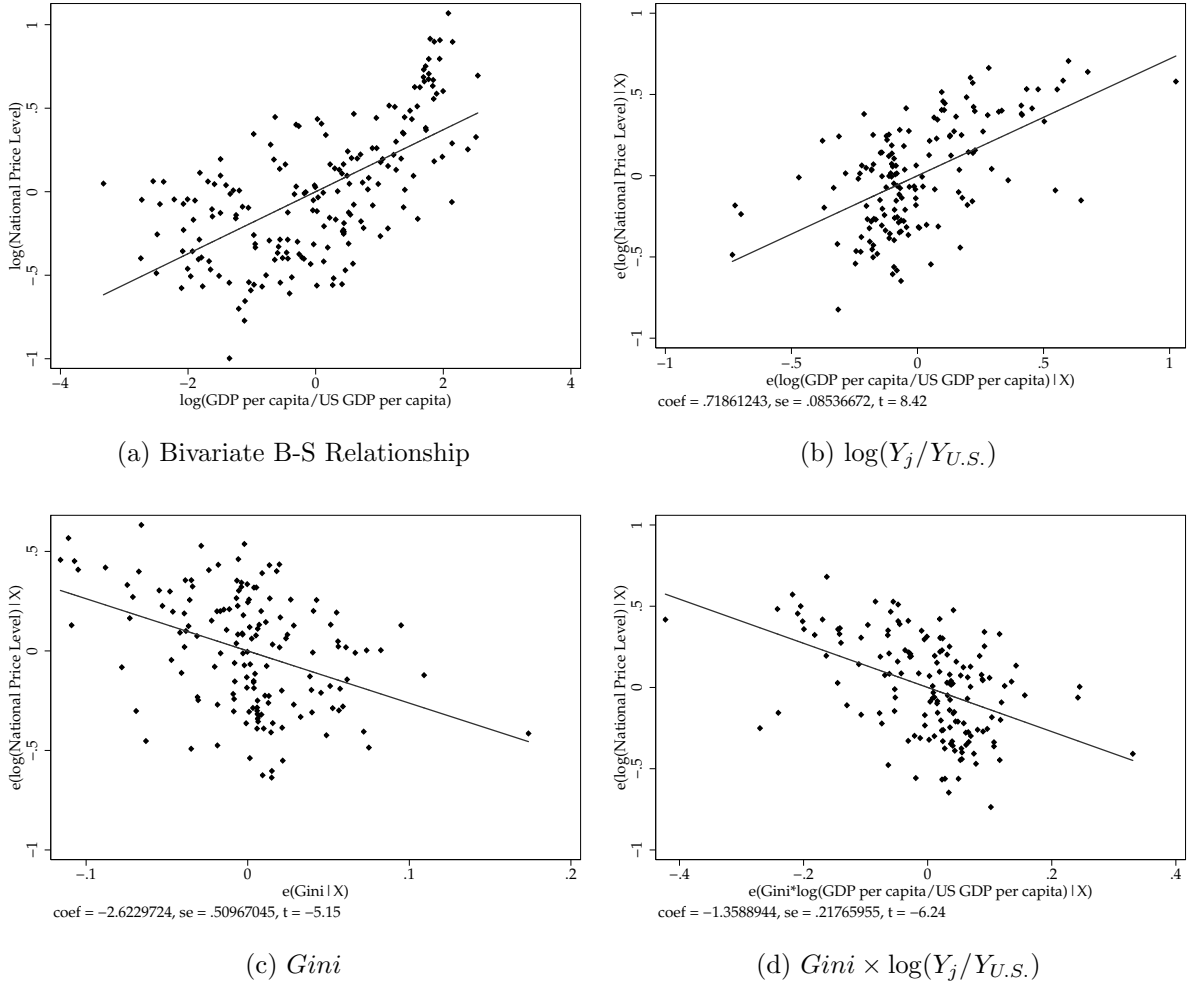 log(National Price Level)
1
.5
0
−.5
−1
−4
−2
0
2
4
log(GDP per capita/US GDP per capita)
(a) Bivariate B-S Relationship
e(log(National Price Level) | X)
1
.5
0
−.5
−1
−1
−.5
0
.5
1
e(log(GDP per capita/US GDP per capita) | X)
coef = .71861243, se = .08536672, t = 8.42
(b) log(Y_j/Y_{U.S.})
e(log(National Price Level) | X)
.5
0
−.5
−1
−.1
0
.1
.2
e(Gini | X)
coef = −2.6229724, se = .50967045, t = −5.15
(c) Gini
e(log(National Price Level) | X)
1
.5
0
−.5
−1
−.4
−.2
0
.2
.4
e(Gini*log(GDP per capita/US GDP per capita) | X)
coef = −1.3588944, se = .21765955, t = −6.24
(d) Gini × log(Y_j/Y_{U.S.})